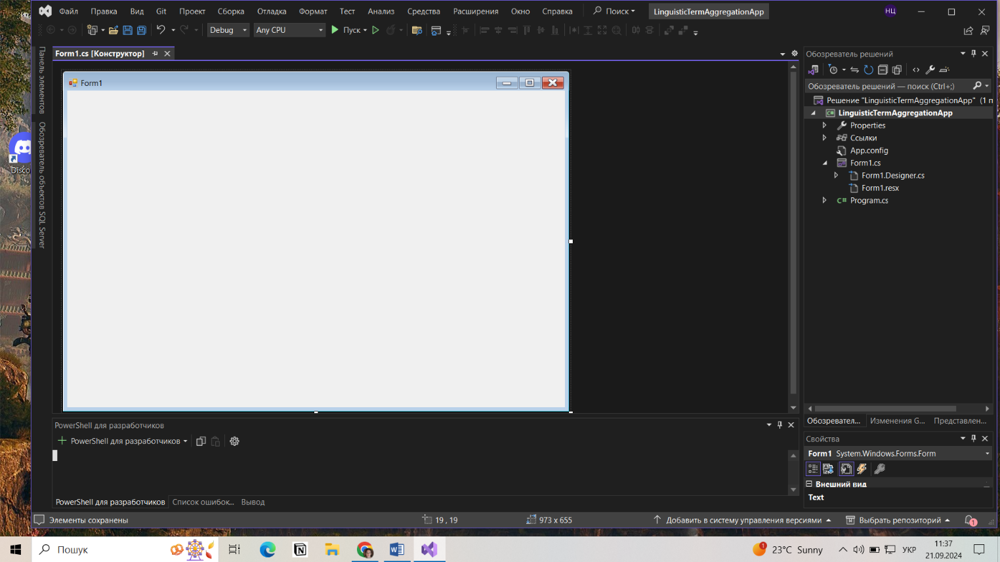 Файл Правка Вид Git Проект Сборка Отладка Формат Тест Анализ Средства Расширения Окно Справка Поиск LinguisticTermAggregationApp НЦ
Debug Any CPU Пуск
Панель элементов
Обозреватель объектов SQL Server
Disco
Form1.cs [Конструктор]
Form1
Обозреватель решений
Обозреватель решений — поиск (Ctrl+;)
Решение "LinguisticTermAggregationApp" (1 п
LinguisticTermAggregationApp
Properties
Ссылки
App.config
Form1.cs
Form1.Designer.cs
Form1.resx
C# Program.cs
Обозревател... Изменения G... Представлен...
Свойства
Form1 System.Windows.Forms.Form
Внешний вид
Text
PowerShell для разработчиков
PowerShell для разработчиков
PowerShell для разработчиков Список ошибок... Вывод
Элементы сохранены 19 , 19 973 x 655 Добавить в систему управления версиями Выбрать репозиторий 1
Пошук 1 23°C Sunny УКР 11:37
21.09.2024